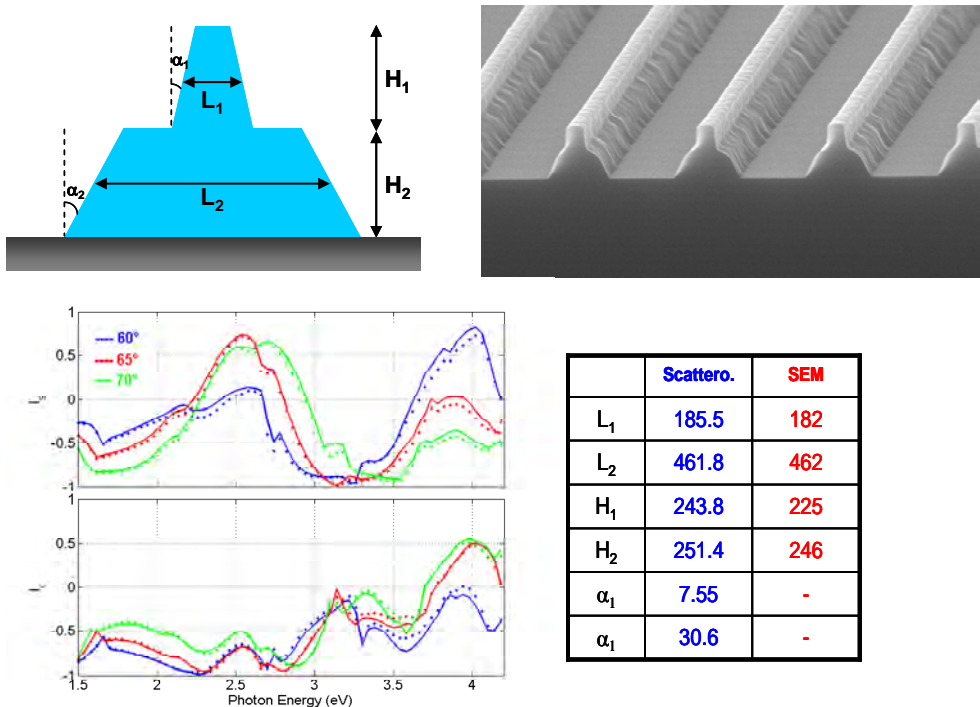 α1
L1
H1
α2
L2
H2
1
0.5
0
-0.5
-1
60°
65°
70°
Is
0.5
0
-0.5
-1
1.5
2
2.5
3
3.5
4
Photon Energy (eV)
Scattero. SEM
L1 185.5 182
L2 461.8 462
H1 243.8 225
H2 251.4 246
α1 7.55 -
α1 30.6 -